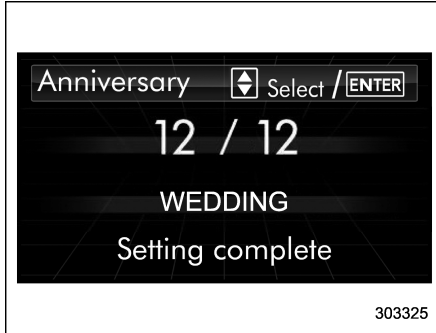 Anniversary Select / ENTER
12 / 12
WEDDING
Setting complete
303325